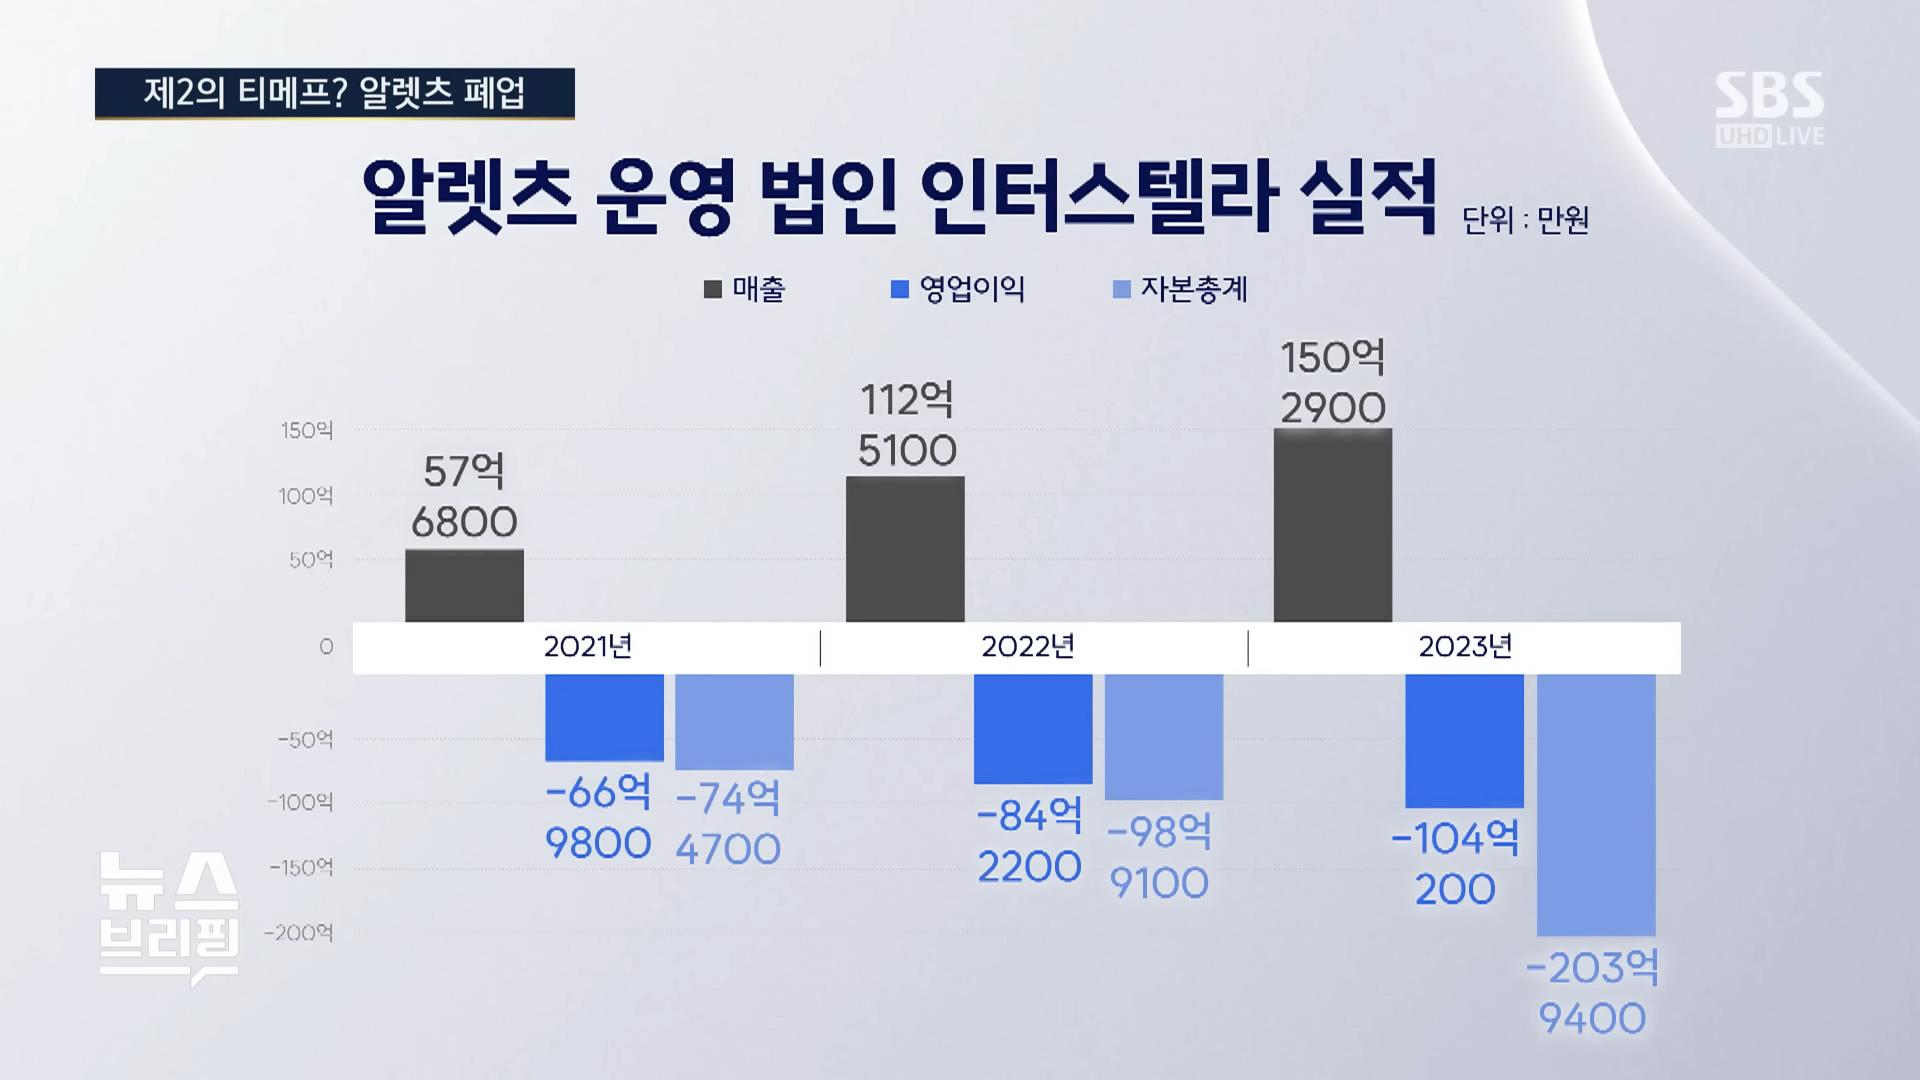 제2의 티메프? 알렛츠 폐업
SBS
UHD LIVE
알렛츠 운영 법인 인터스텔라 실적 단위 : 만원
매출 영업이익 자본총계
150억
100억
50억
0
-50억
-100억
-150억
-200억
57억
6800
112억
5100
150억
2900
2021년 2022년 2023년
-66억
9800
-74억
4700
-84억
2200
-98억
9100
-104억
200
-203억
9400
뉴스
브리핑